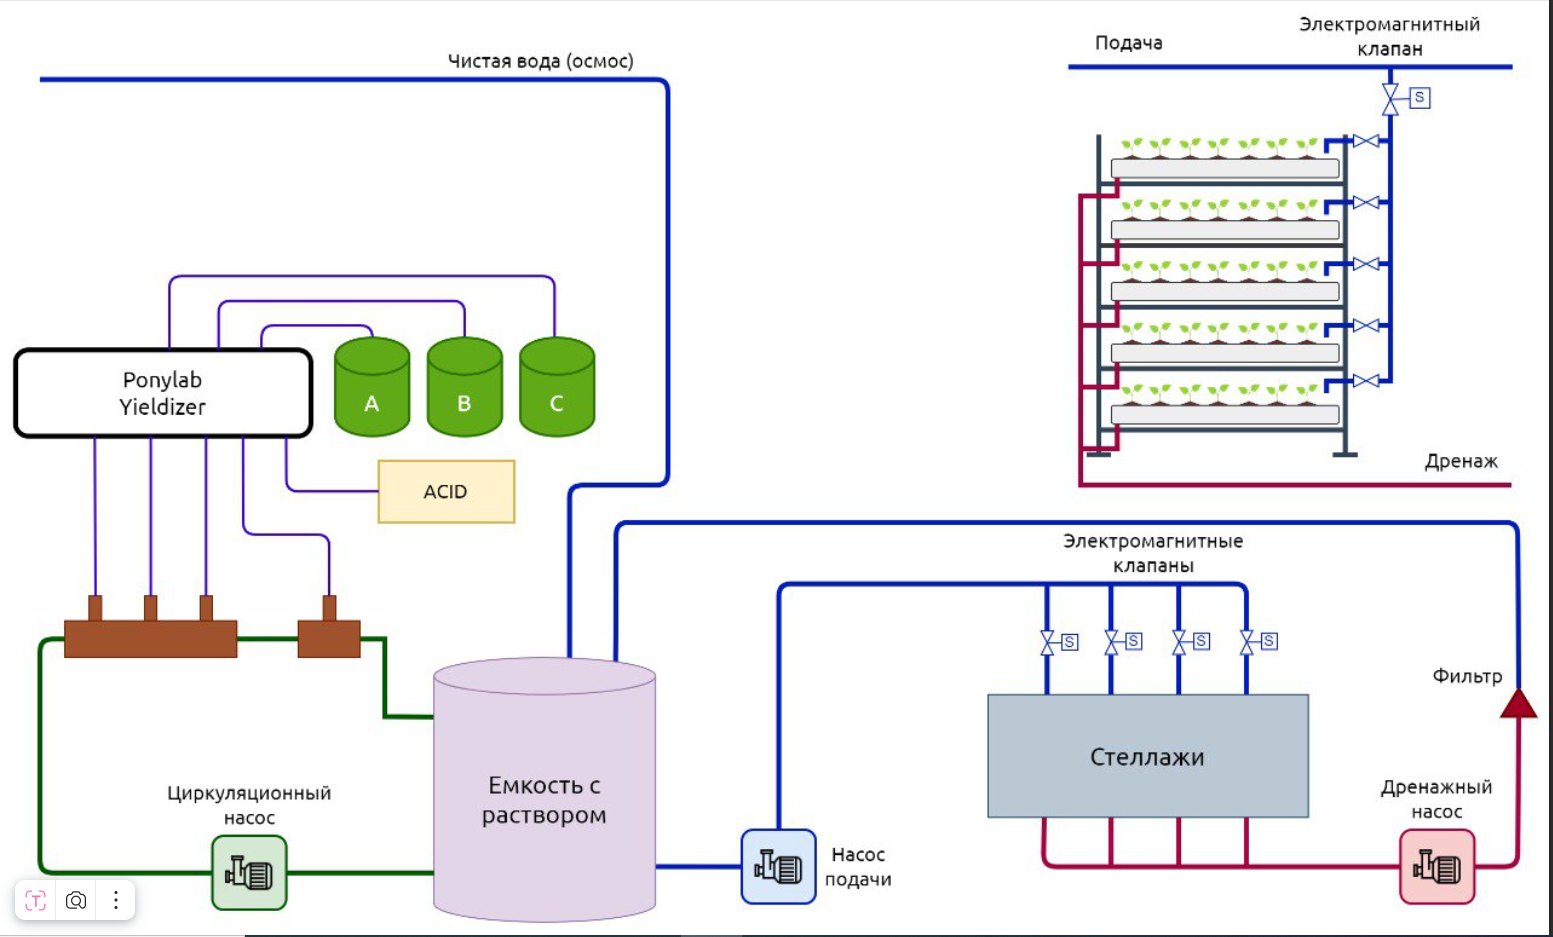 Электромагнитный
клапан
Подача
Чистая вода (осмос)
S
Ponylab
Yieldizer
A
B
C
ACID
Дренаж
Электромагнитные
клапаны
S
S
S
S
Фильтр
Стеллажи
Емкость с
раствором
Циркуляционный
насос
Дренажный
насос
Насос
подачи
T